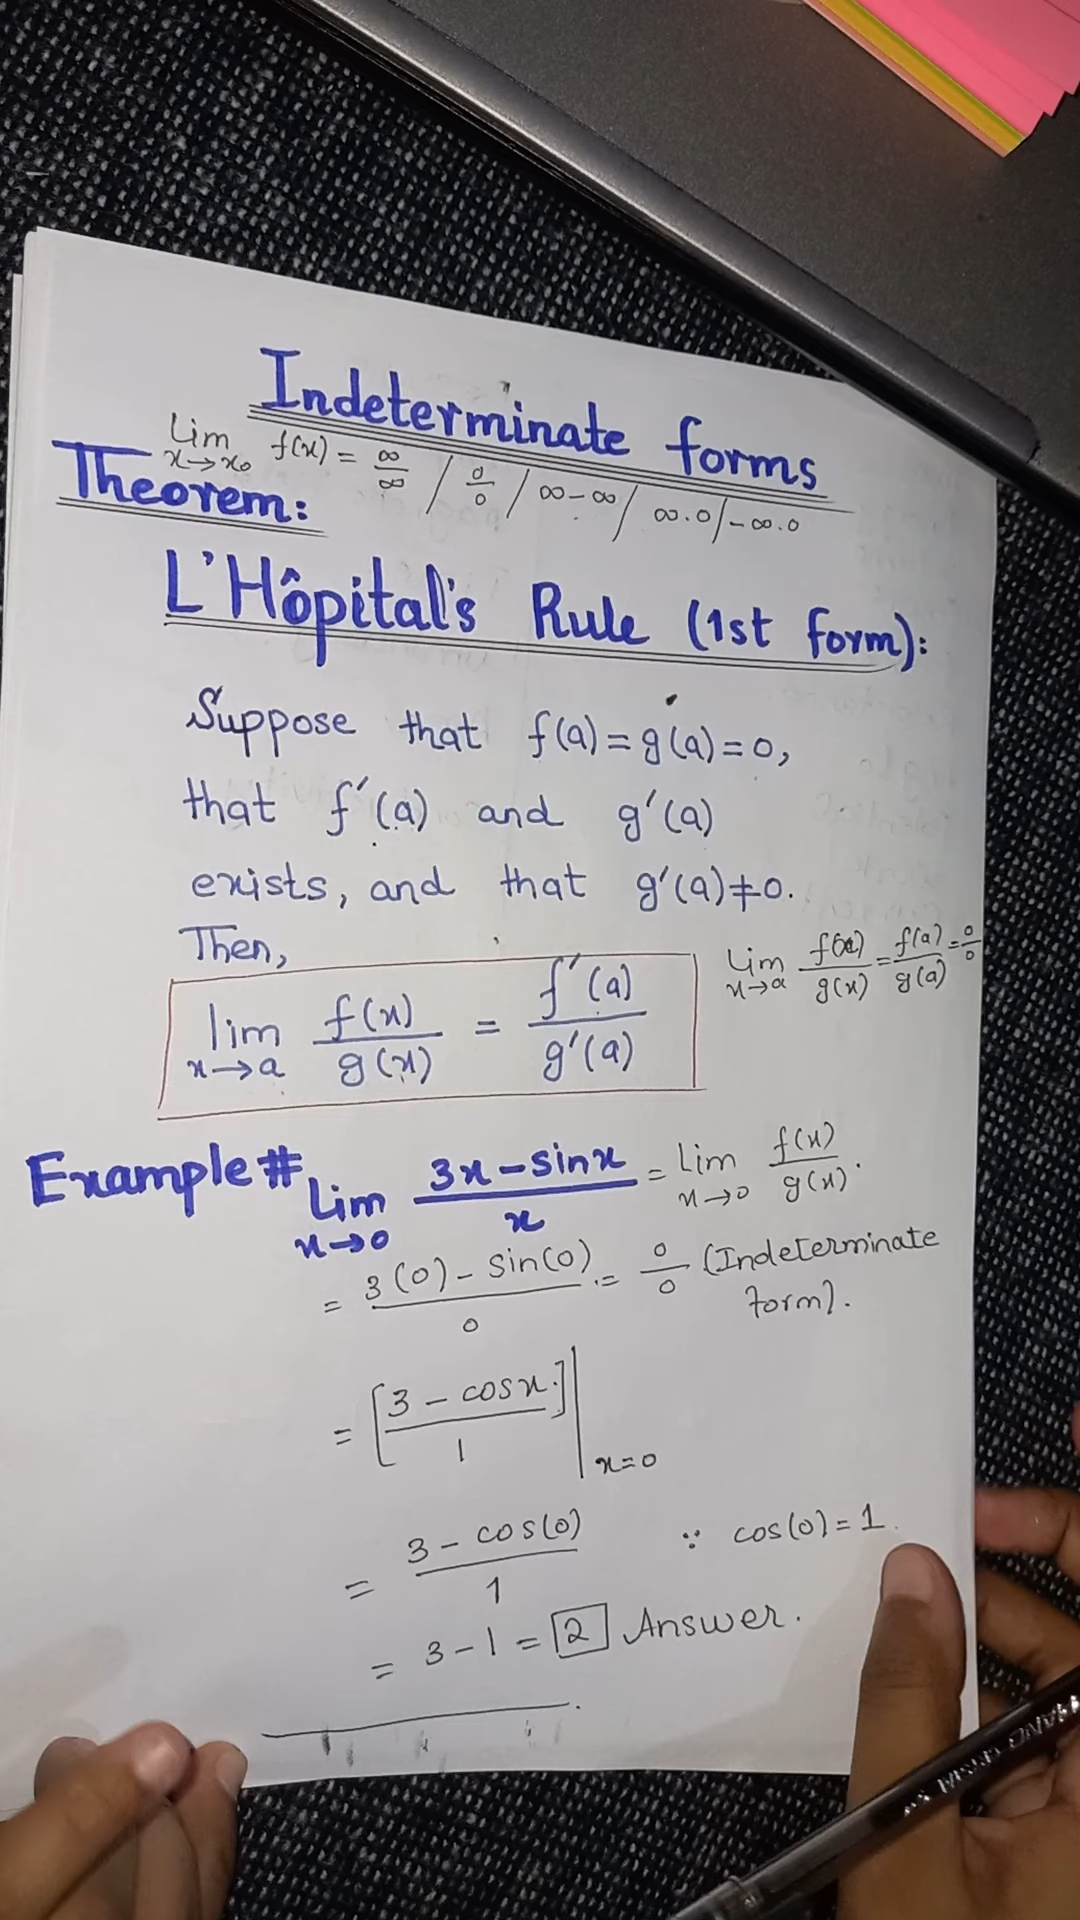 Indeterminate forms
Lim x→x₀ f(x) = ∞/∞ / 0/0 / ∞-∞ / ∞.0 / -∞.0
Theorem:
L'Hôpital's Rule (1st form):
Suppose that f(a)=g(a)=0,
that f'(a) and g'(a)
exists, and that g'(a)≠0.
Then,
lim x→a f(x)/g(x) = f'(a)/g'(a)
Lim x→a f(x)/g(x) = f(a)/g(a) = 0/0
Example# Lim x→0 3x-sinx/x = Lim x→0 f(x)/g(x).
= 3(0)-sin(0)/0 = 0/0 (Indeterminate
form).
= [3-cosx/1]|x=0
= 3-cos(0)/1 ∵ cos(0)=1.
= 3-1 = 2 Answer.